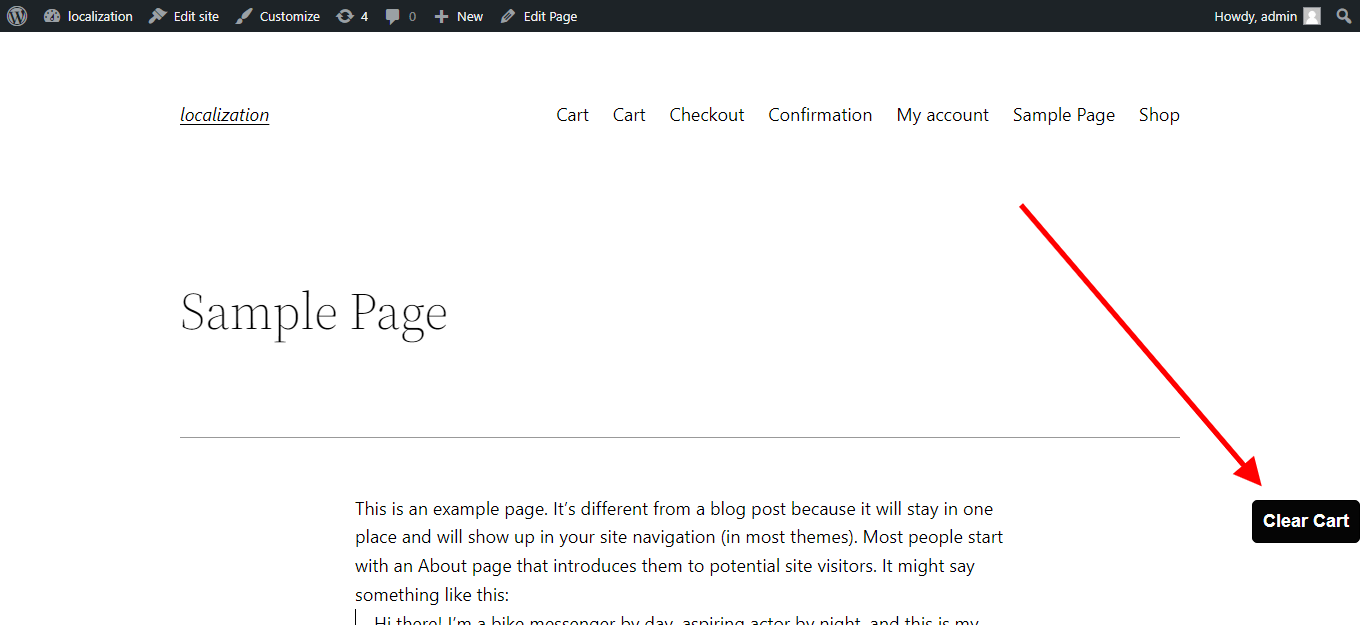 localization Edit site Customize 4 0 New Edit Page Howdy, admin
localization Cart Cart Checkout Confirmation My account Sample Page Shop
Sample Page
This is an example page. It’s different from a blog post because it will stay in one
place and will show up in your site navigation (in most themes). Most people start
with an About page that introduces them to potential site visitors. It might say
something like this:
Hi there! I’m a bike messenger by day, aspiring actor by night, and this is my
Clear Cart